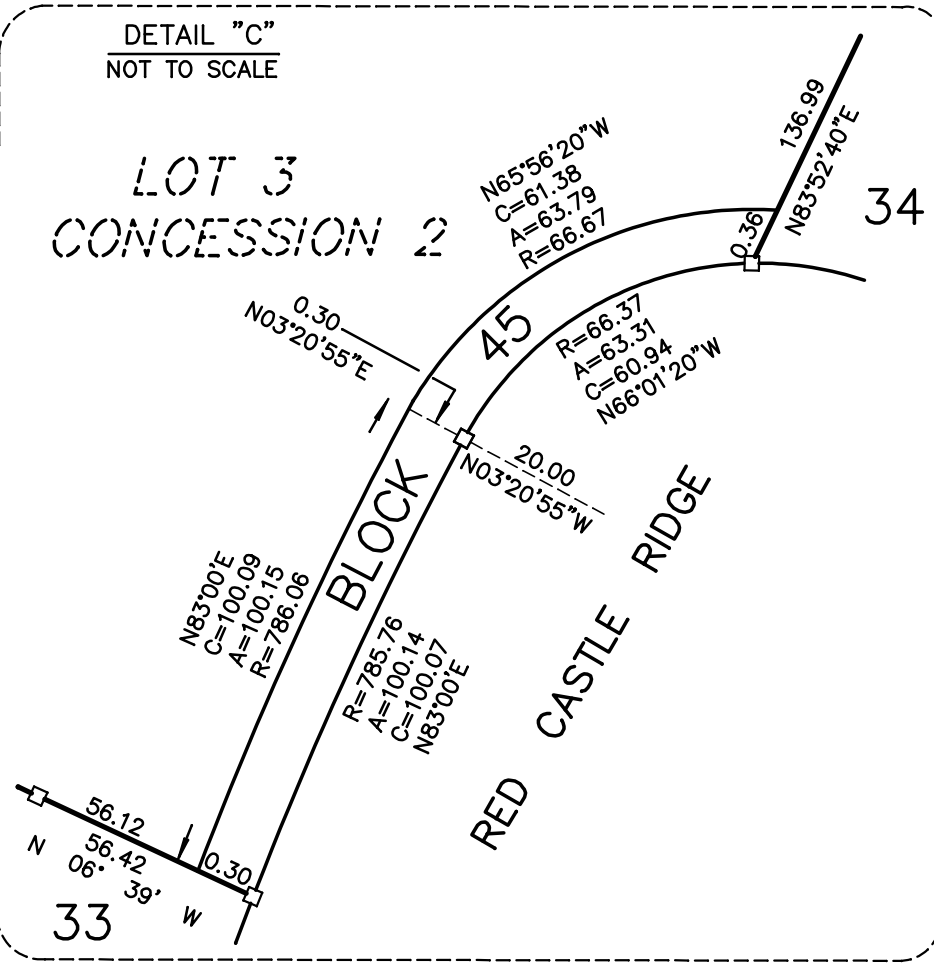 DETAIL "C"
NOT TO SCALE
LOT 3
CONCESSION 2
N65°56'20"W
C=61.38
A=63.79
R=66.67
136.99
N83°52'40"E
34
0.36
0.30
N03°20'55"E
45
R=66.37
A=63.31
C=60.94
N66°01'20"W
20.00
N03°20'55"W
BLOCK
N83°00'E
C=100.09
A=100.15
R=786.06
R=785.76
A=100.14
C=100.07
N83°00'E
RED CASTLE RIDGE
56.12
56.42
N 06° 39' W
0.30
33